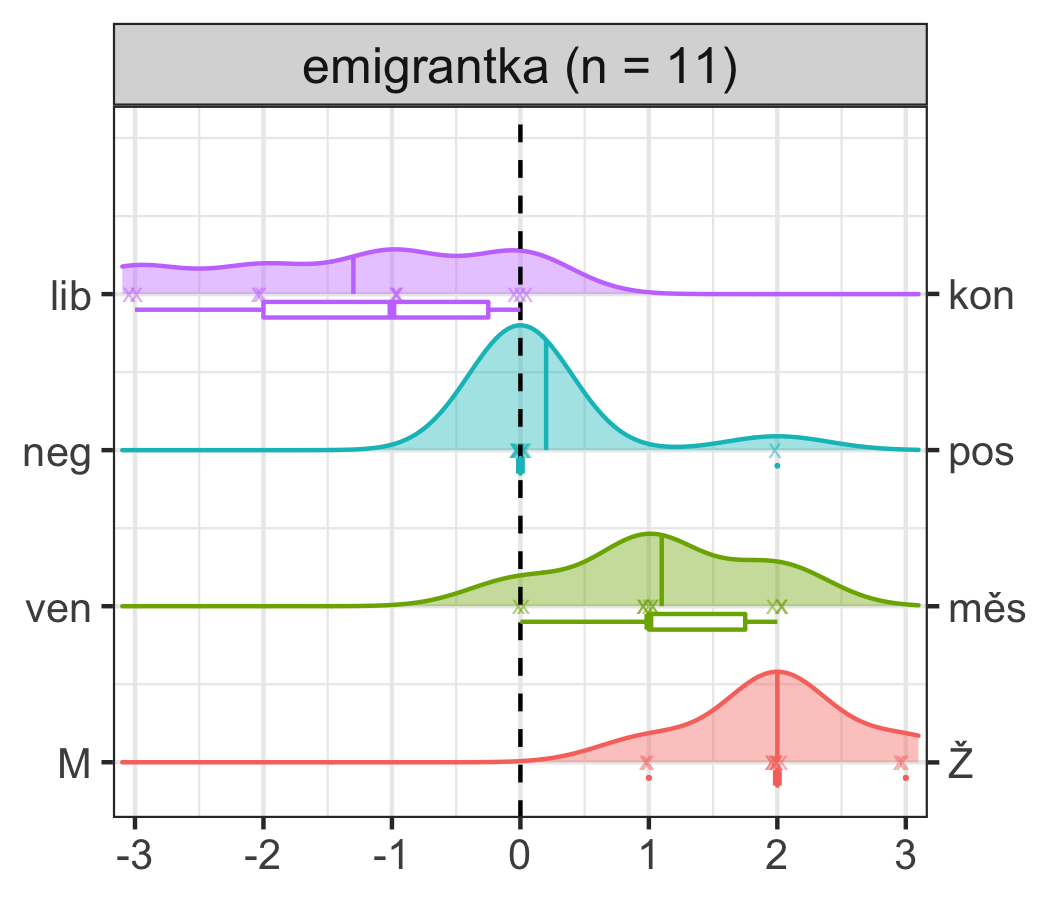 emigrantka (n = 11)
lib kon
neg pos
ven měs
M Ž
-3 -2 -1 0 1 2 3